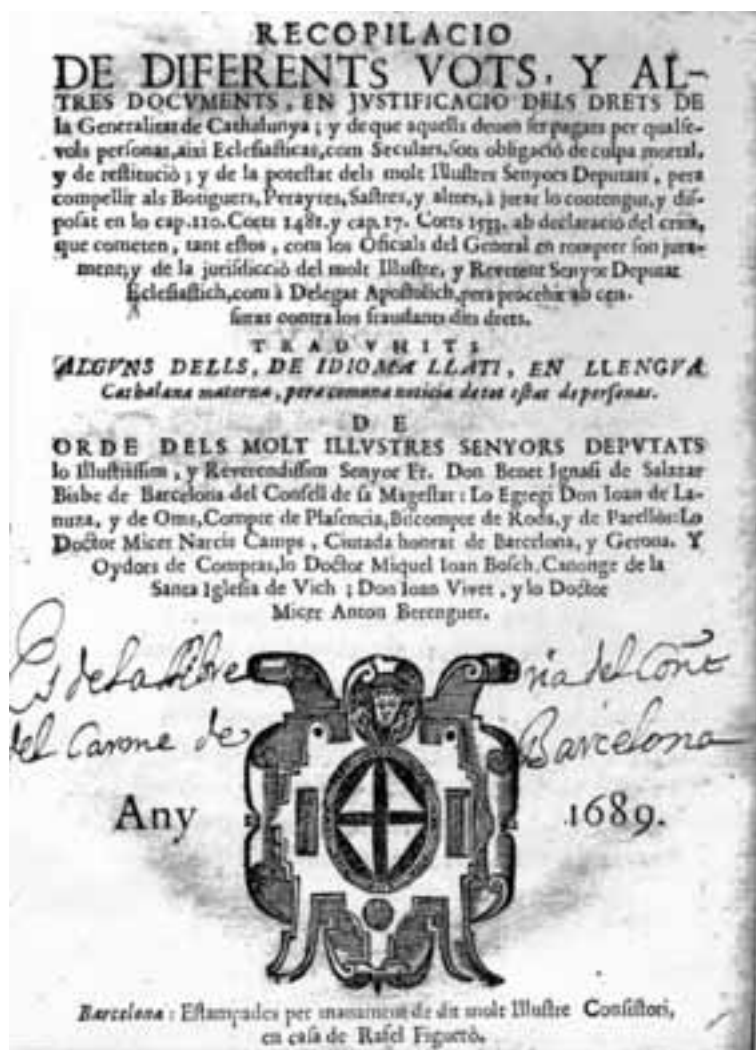 RECOPILACIO
DE DIFERENTS VOTS, Y AL-
TRES DOCVMENTS, EN JVSTIFICACIO DELS DRETS DE
la Generalitat de Cathalunya; y de que aquells deuen ser pagats per qualse-
vols personas, aixi Eclesiasticas, com Seculars, sots obligació de culpa mortal,
y de restitució; y de la potestat dels molt Illustres Senyors Deputats, pera
compellir als Botiguers, Perayres, Sastres, y altres, à jurar lo contengut, y dis-
posat en lo cap. 110. Corts 1481. y cap. 17. Corts 1533. ab declaració del crim,
que cometen, tant estos, com los Oficials del General en romper son jura-
ment; y de la jurisdicció del molt Illustre, y Reverent Senyor Deputat
Eclesiastich, com à Delegat Apostolich, pera procehir ab cen-
suras contra los fraudants dits drets.
TRADVHITS
ALGVNS DELLS, DE IDIOMA LLATI, EN LLENGVA
Cathalana materna, pera comuna noticia de tot estat de personas.
DE
ORDE DELS MOLT ILLVSTRES SENYORS DEPVTATS
lo Illustrissim, y Reverendissim Senyor Fr. Don Benet Ignasi de Salazar
Bisbe de Barcelona del Consell de sa Magestat: Lo Egregi Don Ioan de La-
nuza, y de Oms, Compte de Plasencia, Biscompte de Roda, y de Parellòs: Lo
Doctor Micer Narcis Camps, Ciutadà honrat de Barcelona, y Gerona. Y
Oydors de Comptas, lo Doctor Miquel Ioan Bosch, Canonge de la
Santa Iglesia de Vich; Don Ioan Vivet, y lo Doctor
Micer Anton Berenguer.
Es de la Libreria del Conᵗ
del Carme de Barcelona
Any 1689.
Barcelona: Estampades per manament de dit molt Illustre Consistori,
en casa de Rafel Figuerò.